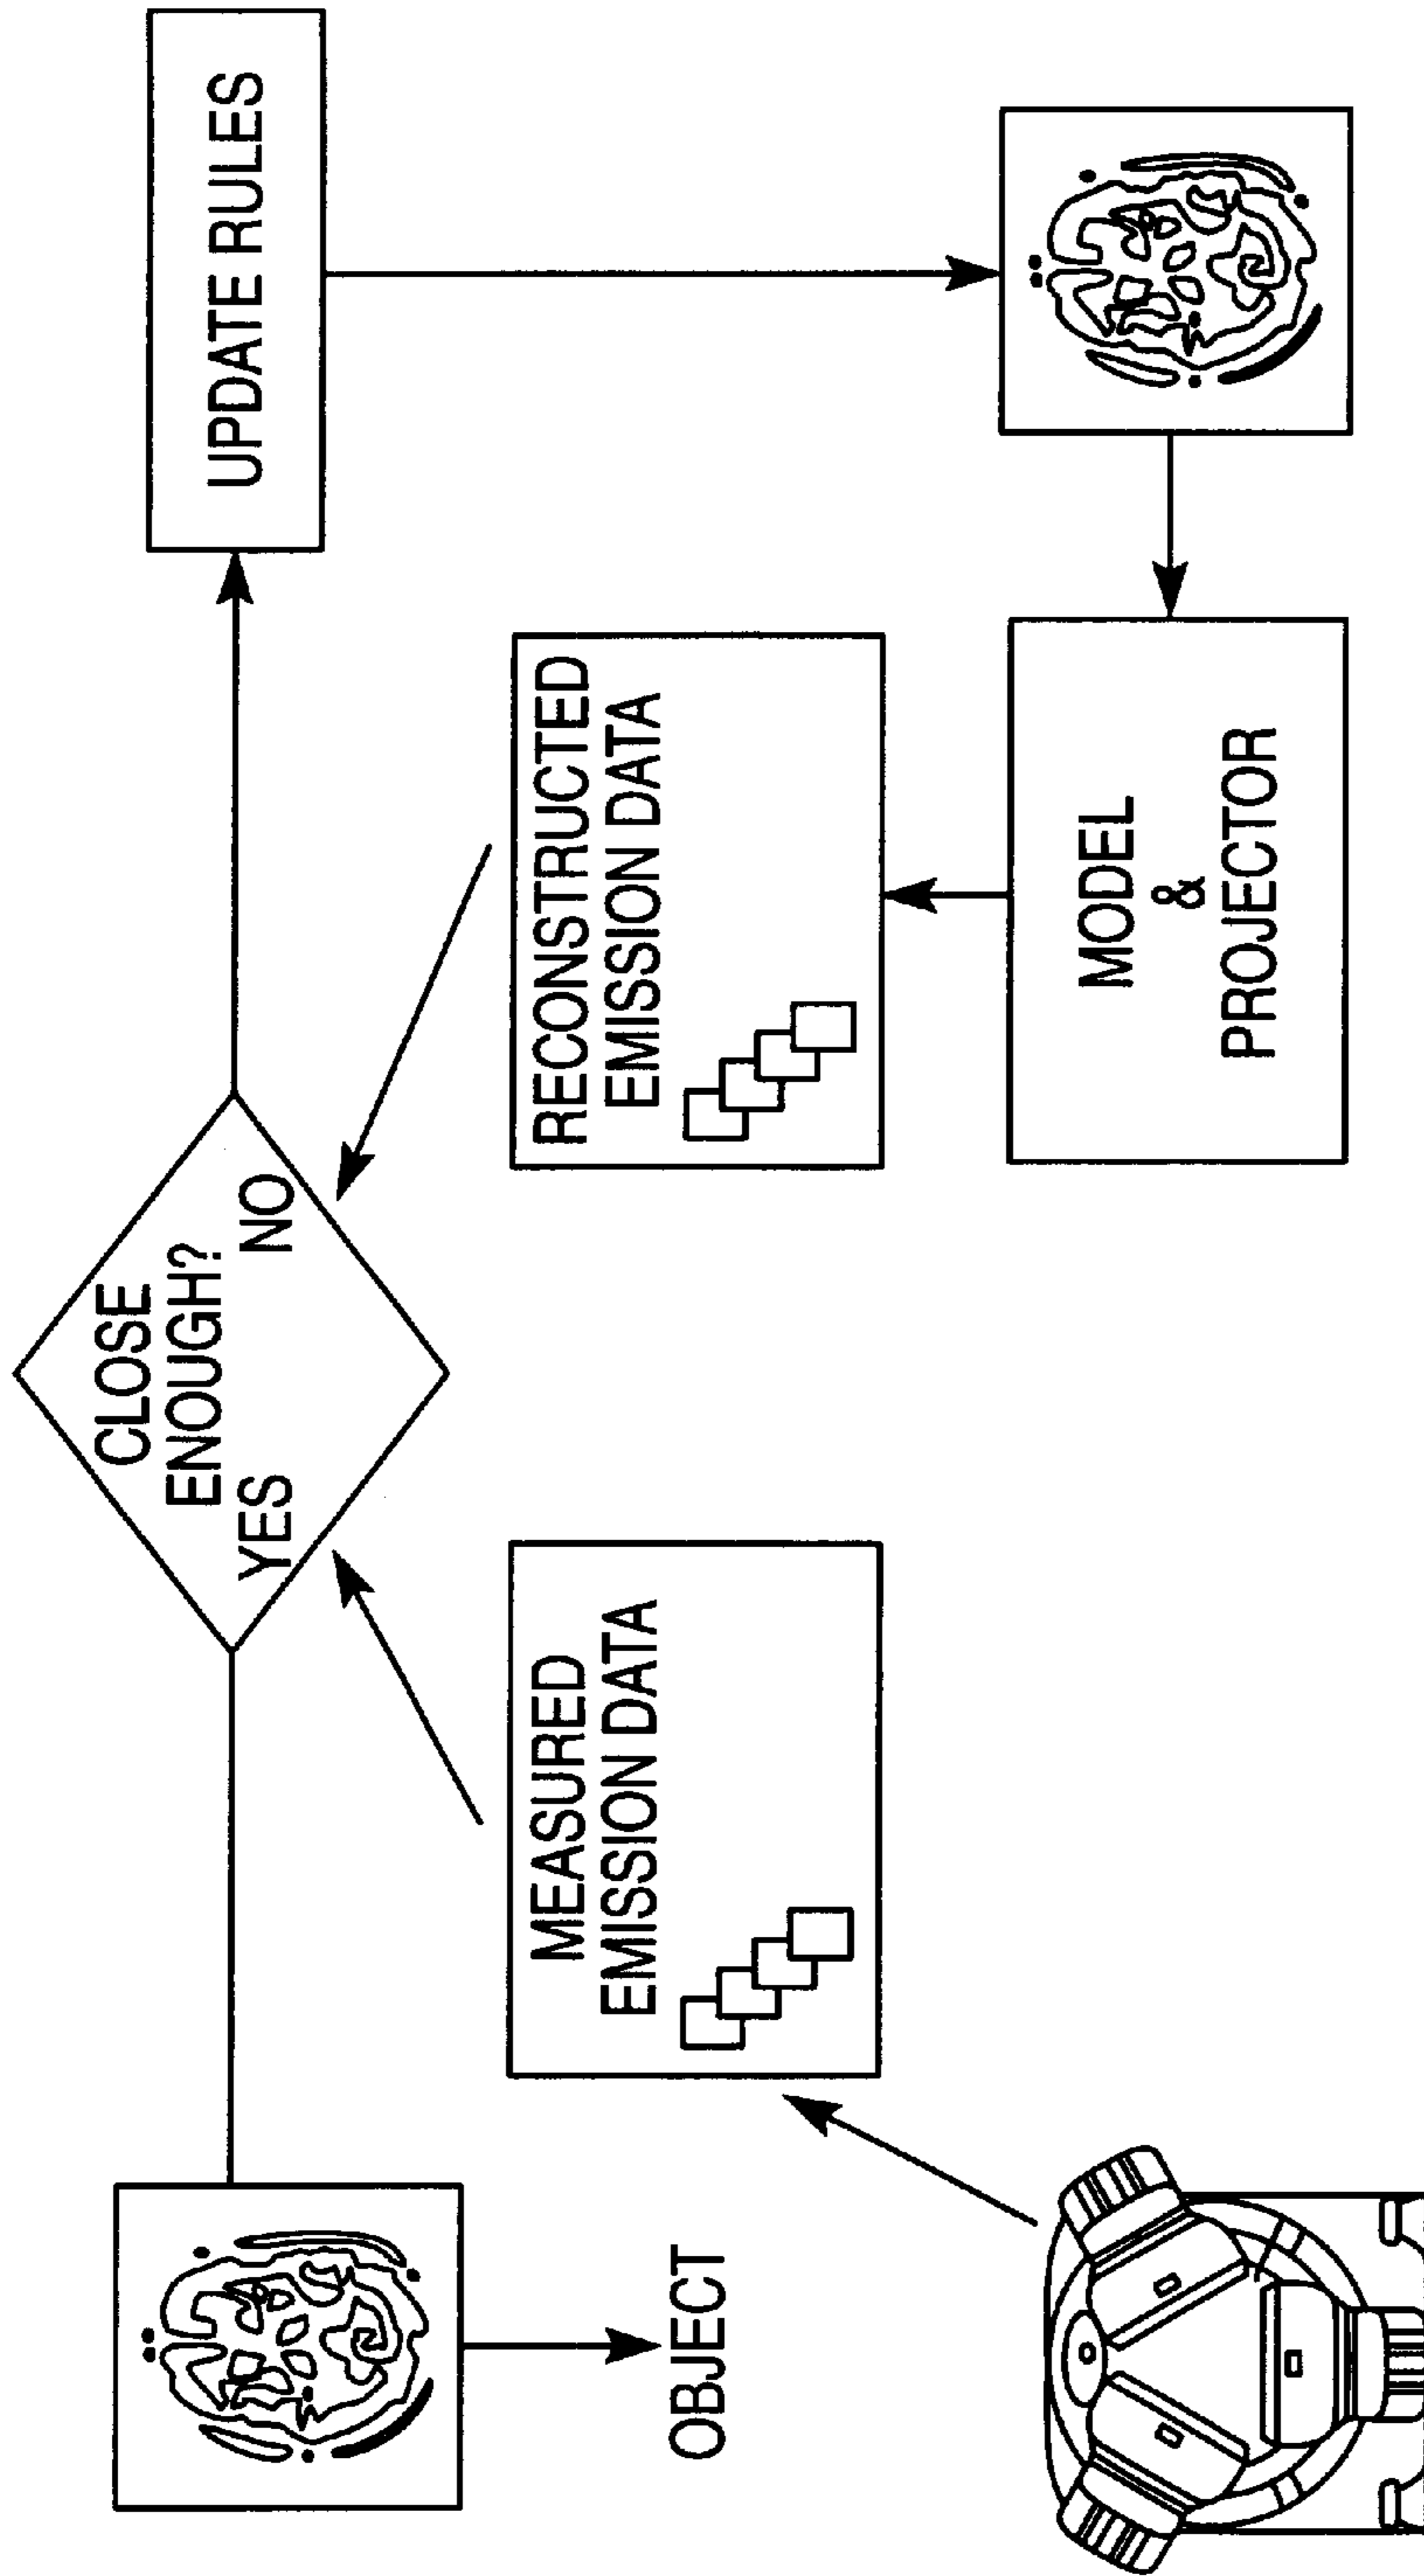 CLOSE
ENOUGH?
YES
NO
UPDATE RULES
MEASURED
EMISSION DATA
RECONSTRUCTED
EMISSION DATA
OBJECT
MODEL
&
PROJECTOR